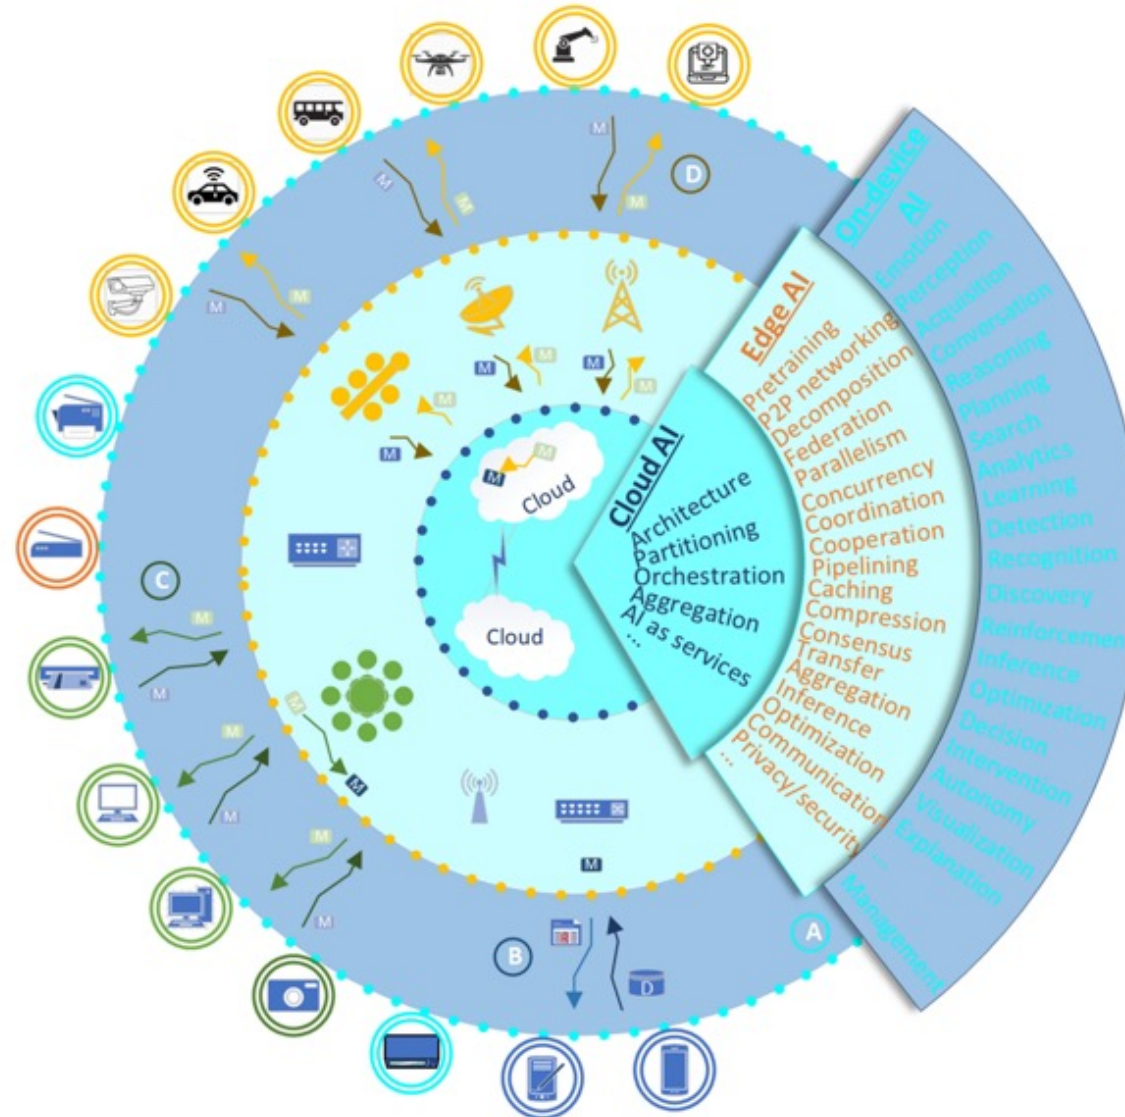 On-device
AI
Emotion
Perception
Acquisition
Conversation
Reasoning
Planning
Search
Analytics
Learning
Detection
Recognition
Discovery
Reinforcemen
Inference
Optimization
Decision
Intervention
Autonomy
Visualization
Explanation
...
Management
Edge AI
Pretraining
P2P networking
Decomposition
Federation
Parallelism
Concurrency
Coordination
Cooperation
Pipelining
Caching
Compression
Consensus
Transfer
Aggregation
Inference
Optimization
Communication
Privacy/security
...
Cloud AI
Architecture
Partitioning
Orchestration
Aggregation
AI as services
...
Cloud
Cloud
M
M
D
M
M
M
M
M
M
M
M
M
M
M
M
C
M
M
M
M
M
M
M
M
M
B
R
D
A